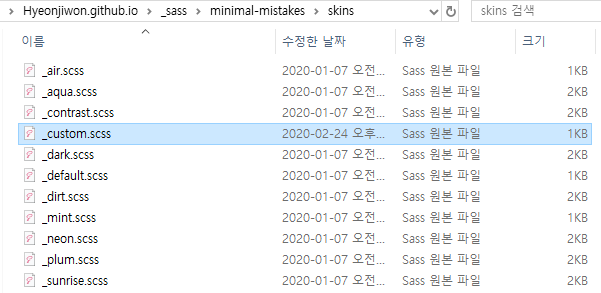 Hyeonjiwon.github.io > _sass > minimal-mistakes > skins
skins 검색
이름 수정한 날짜 유형 크기
_air.scss 2020-01-07 오전... Sass 원본 파일 1KB
_aqua.scss 2020-01-07 오전... Sass 원본 파일 2KB
_contrast.scss 2020-01-07 오전... Sass 원본 파일 2KB
_custom.scss 2020-02-24 오후... Sass 원본 파일 1KB
_dark.scss 2020-01-07 오전... Sass 원본 파일 2KB
_default.scss 2020-01-07 오전... Sass 원본 파일 1KB
_dirt.scss 2020-01-07 오전... Sass 원본 파일 2KB
_mint.scss 2020-01-07 오전... Sass 원본 파일 1KB
_neon.scss 2020-01-07 오전... Sass 원본 파일 2KB
_plum.scss 2020-01-07 오전... Sass 원본 파일 2KB
_sunrise.scss 2020-01-07 오전... Sass 원본 파일 2KB